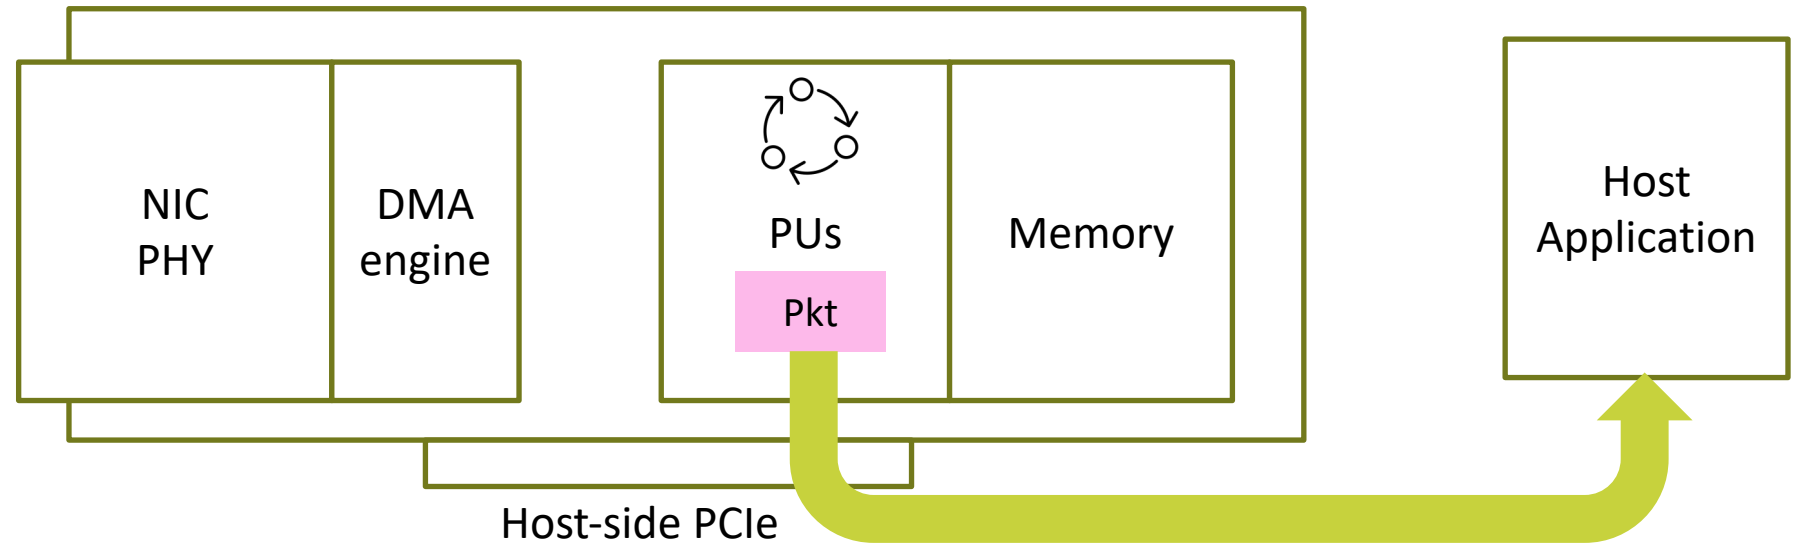 NIC
PHY
DMA
engine
PUs
Pkt
Memory
Host
Application
Host-side PCIe